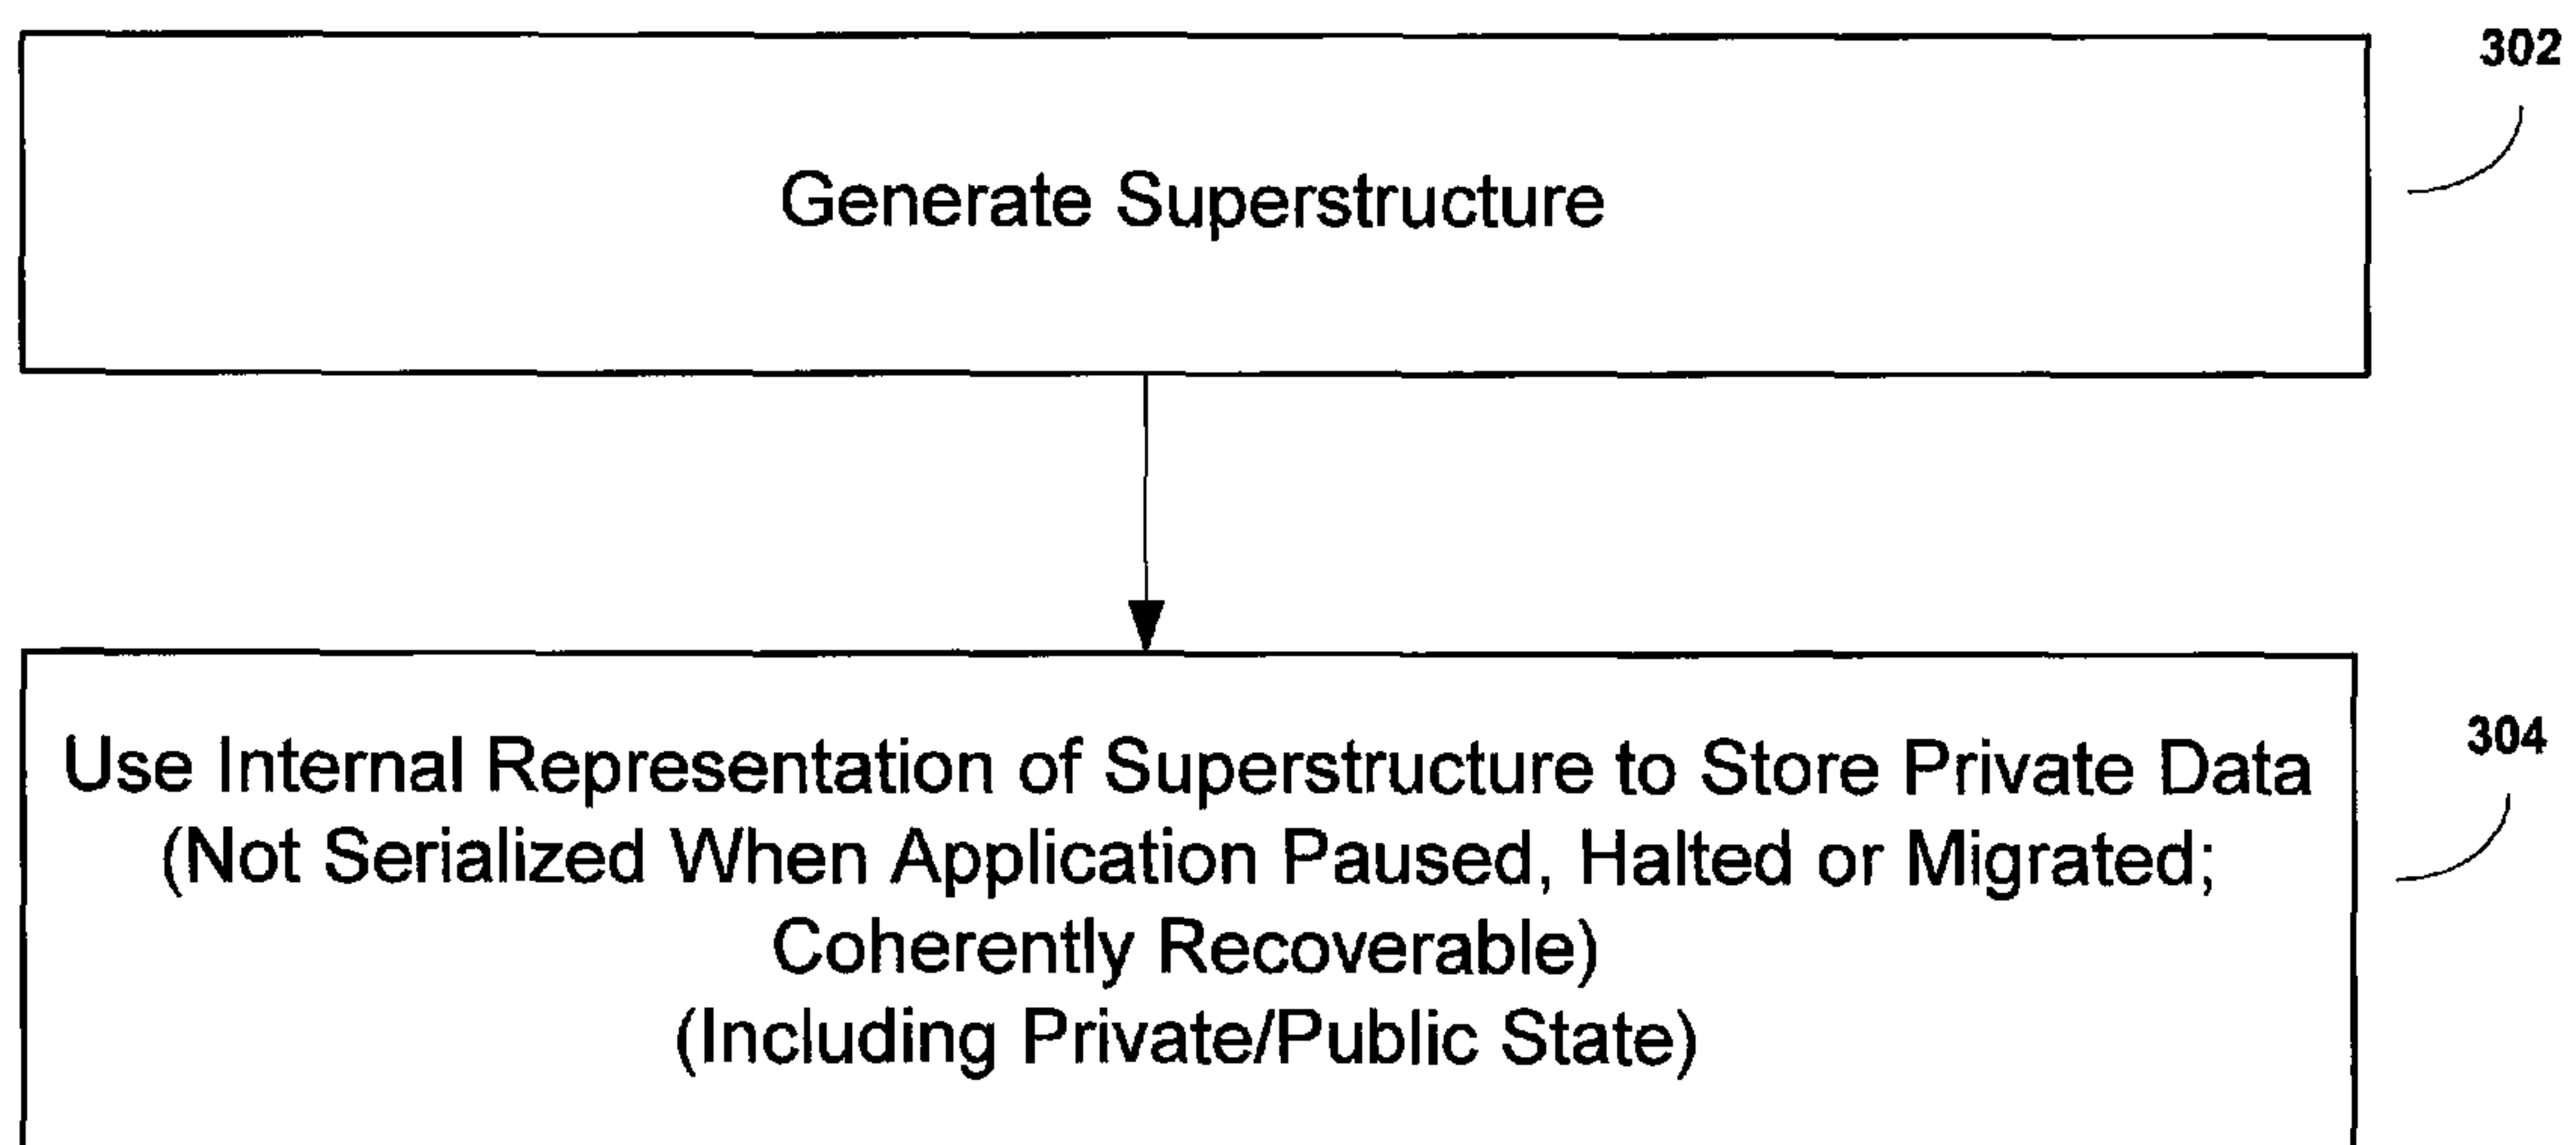 302
Generate Superstructure
304
Use Internal Representation of Superstructure to Store Private Data
(Not Serialized When Application Paused, Halted or Migrated;
Coherently Recoverable)
(Including Private/Public State)